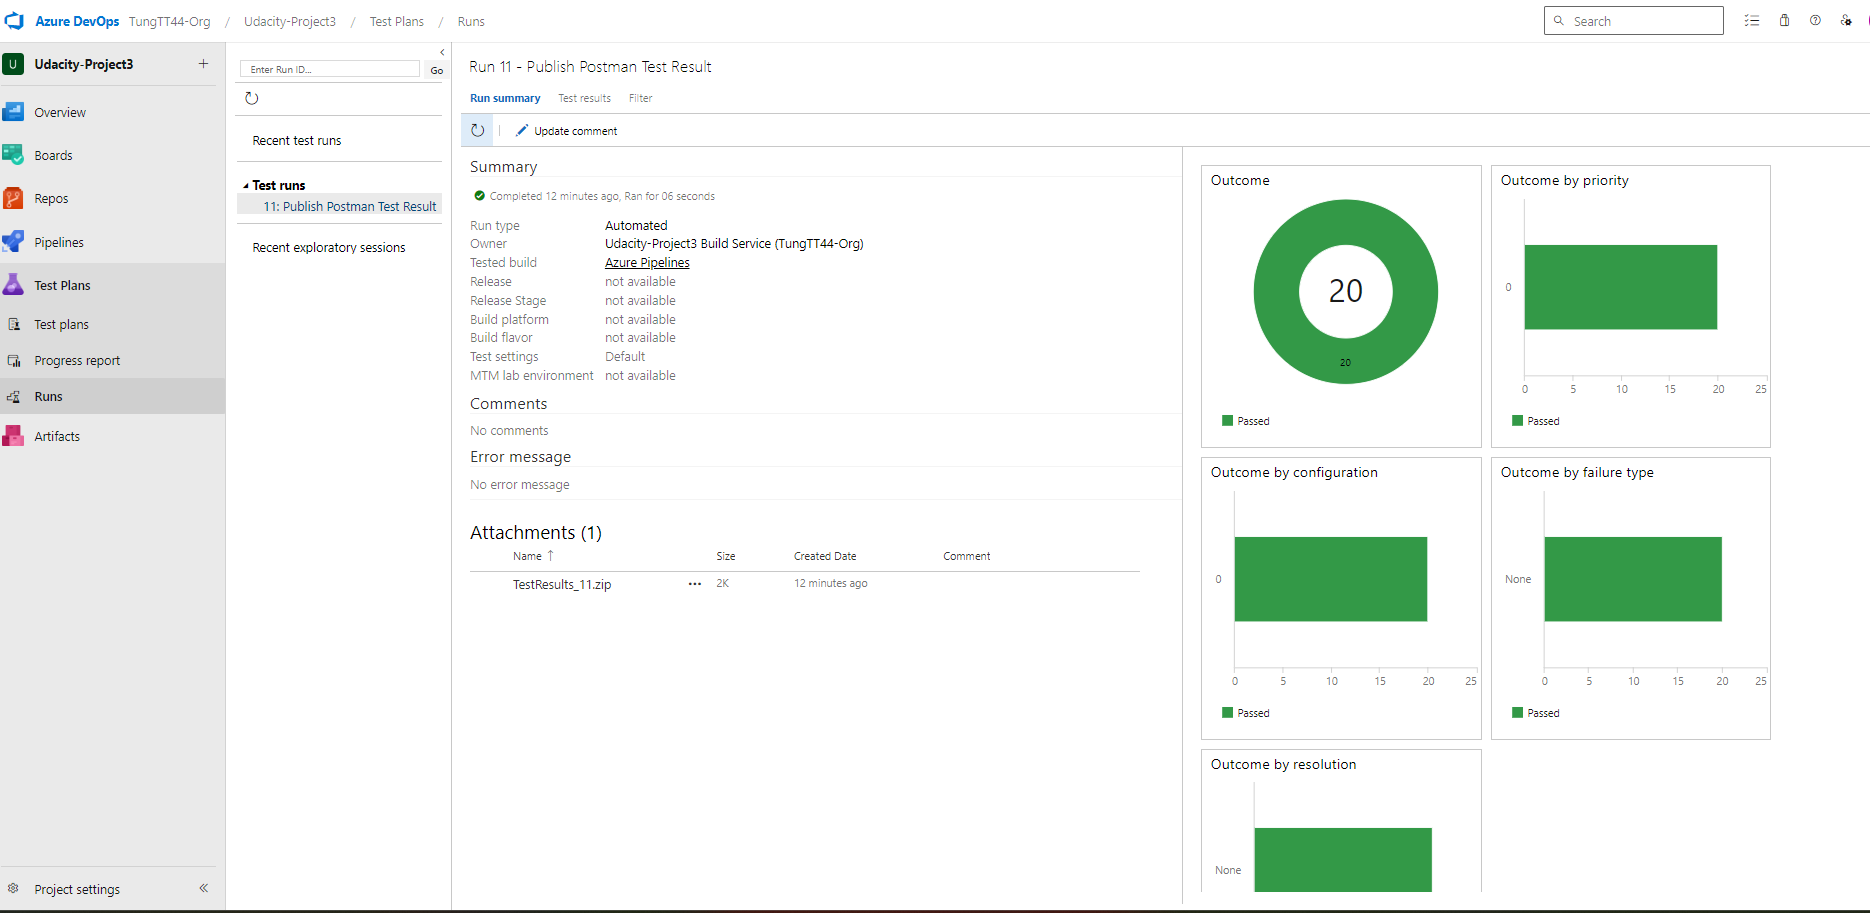 Azure DevOps TungTT44-Org / Udacity-Project3 / Test Plans / Runs
Search
U Udacity-Project3 +
Overview
Boards
Repos
Pipelines
Test Plans
Test plans
Progress report
Runs
Artifacts
Project settings
Enter Run ID... Go
Recent test runs
Test runs
11: Publish Postman Test Result
Recent exploratory sessions
Run 11 - Publish Postman Test Result
Run summary Test results Filter
Update comment
Summary
Completed 12 minutes ago, Ran for 06 seconds
Run type Automated
Owner Udacity-Project3 Build Service (TungTT44-Org)
Tested build Azure Pipelines
Release not available
Release Stage not available
Build platform not available
Build flavor not available
Test settings Default
MTM lab environment not available
Comments
No comments
Error message
No error message
Attachments (1)
Name ↑ Size Created Date Comment
TestResults_11.zip ... 2K 12 minutes ago
Outcome
20
20
Passed
Outcome by priority
0
0 5 10 15 20 25
Passed
Outcome by configuration
0
0 5 10 15 20 25
Passed
Outcome by failure type
None
0 5 10 15 20 25
Passed
Outcome by resolution
None